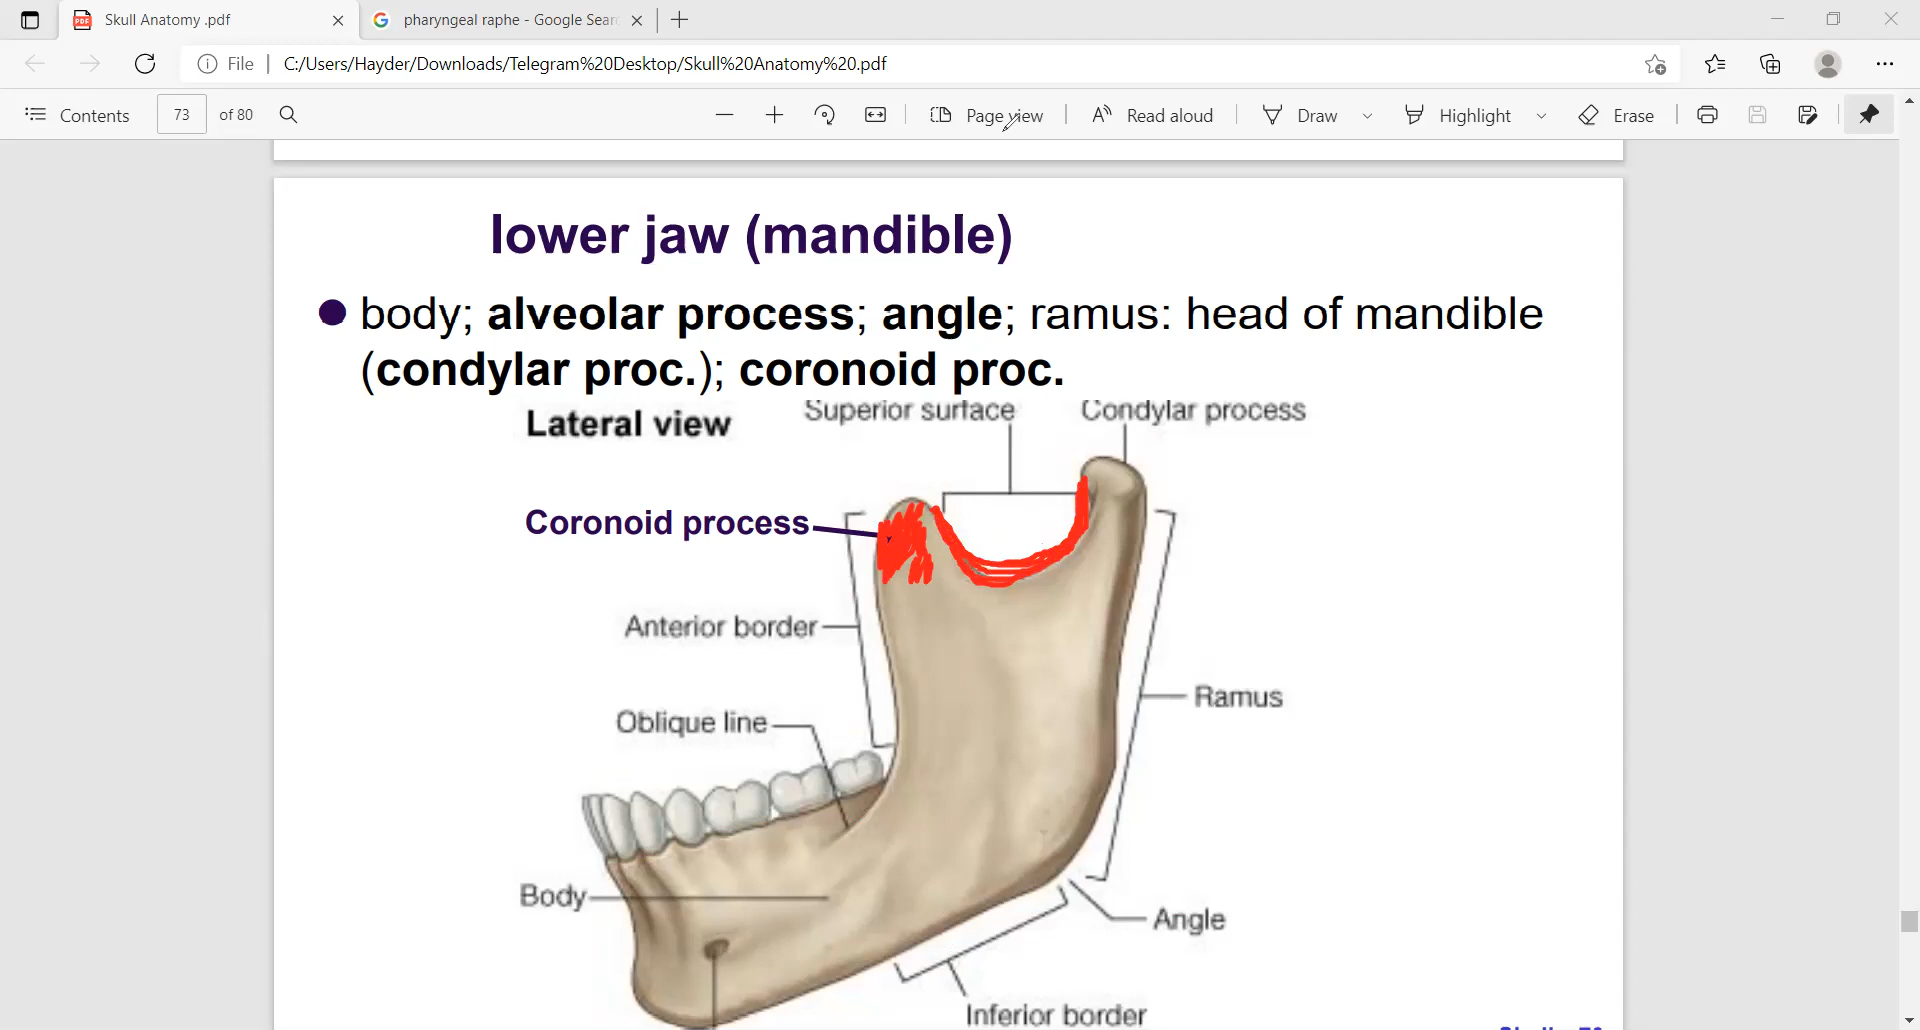 Skull Anatomy .pdf
pharyngeal raphe - Google Sear
File
C:/Users/Hayder/Downloads/Telegram%20Desktop/Skull%20Anatomy%20.pdf
Contents
73
of 80
Page view
Read aloud
Draw
Highlight
Erase
lower jaw (mandible)
body; alveolar process; angle; ramus: head of mandible
(condylar proc.); coronoid proc.
Lateral view
Superior surface
Condylar process
Coronoid process
Anterior border
Ramus
Oblique line
Body
Angle
Inferior border